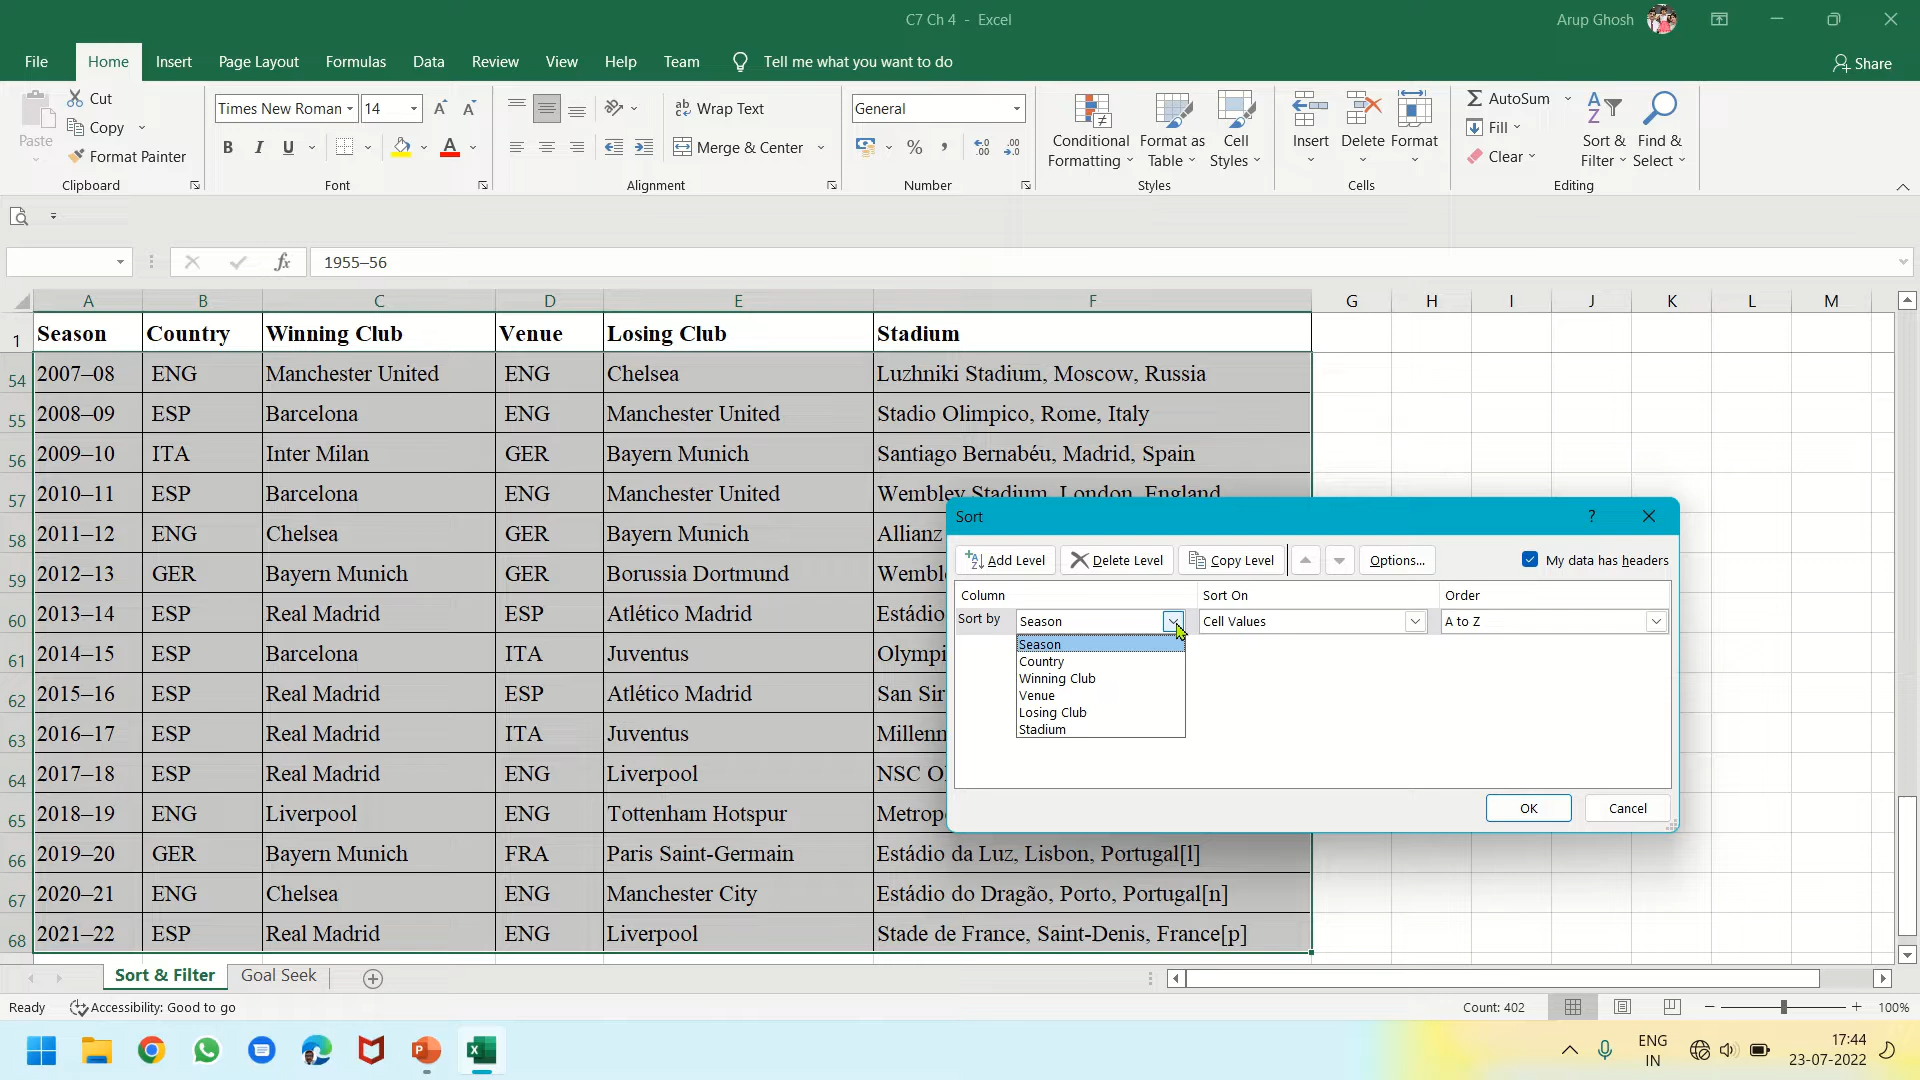 C7 Ch 4 - Excel
Arup Ghosh
File Home Insert Page Layout Formulas Data Review View Help Team Tell me what you want to do
Share
Paste
Cut
Copy
Format Painter
Clipboard
Times New Roman 14
B I U
Font
Wrap Text
Merge & Center
Alignment
General
Number
Conditional Formatting
Format as Table
Cell Styles
Styles
Insert Delete Format
Cells
AutoSum
Fill
Clear
Sort & Filter
Find & Select
Editing
fx 1955–56
A B C D E F G H I J K L M
1 Season Country Winning Club Venue Losing Club Stadium
54 2007–08 ENG Manchester United ENG Chelsea Luzhniki Stadium, Moscow, Russia
55 2008–09 ESP Barcelona ENG Manchester United Stadio Olimpico, Rome, Italy
56 2009–10 ITA Inter Milan GER Bayern Munich Santiago Bernabéu, Madrid, Spain
57 2010–11 ESP Barcelona ENG Manchester United Wembley Stadium, London, England
58 2011–12 ENG Chelsea GER Bayern Munich Allianz
59 2012–13 GER Bayern Munich GER Borussia Dortmund Wembl
60 2013–14 ESP Real Madrid ESP Atlético Madrid Estádio
61 2014–15 ESP Barcelona ITA Juventus Olympi
62 2015–16 ESP Real Madrid ESP Atlético Madrid San Sir
63 2016–17 ESP Real Madrid ITA Juventus Millenn
64 2017–18 ESP Real Madrid ENG Liverpool NSC O
65 2018–19 ENG Liverpool ENG Tottenham Hotspur Metrop
66 2019–20 GER Bayern Munich FRA Paris Saint-Germain Estádio da Luz, Lisbon, Portugal[l]
67 2020–21 ENG Chelsea ENG Manchester City Estádio do Dragão, Porto, Portugal[n]
68 2021–22 ESP Real Madrid ENG Liverpool Stade de France, Saint-Denis, France[p]
Sort ?
Add Level Delete Level Copy Level Options... My data has headers
Column Sort On Order
Sort by Season Cell Values A to Z
Season
Country
Winning Club
Venue
Losing Club
Stadium
OK Cancel
Sort & Filter Goal Seek
Ready Accessibility: Good to go Count: 402 100%
ENG
IN
17:44
23-07-2022